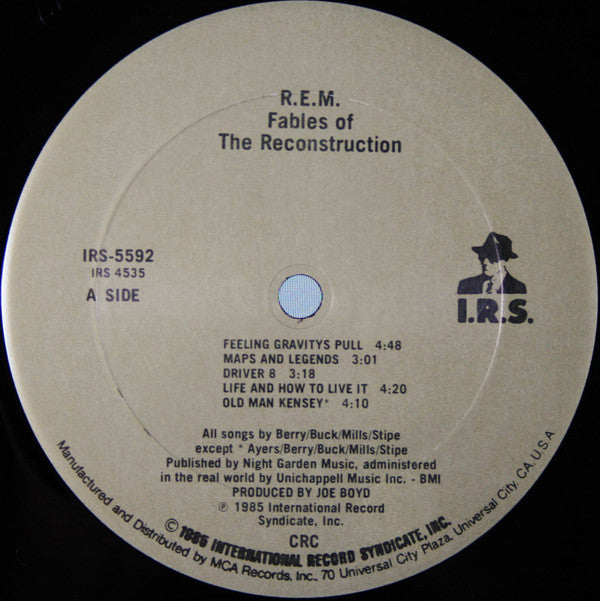 R.E.M.
Fables of
The Reconstruction
IRS-5592
IRS 4535
A SIDE
I.R.S.
FEELING GRAVITYS PULL 4:48
MAPS AND LEGENDS 3:01
DRIVER 8 3:18
LIFE AND HOW TO LIVE IT 4:20
OLD MAN KENSEY* 4:10
All songs by Berry/Buck/Mills/Stipe
except * Ayers/Berry/Buck/Mills/Stipe
Published by Night Garden Music, administered
in the real world by Unichappell Music Inc. - BMI
PRODUCED BY JOE BOYD
℗ 1985 International Record
Syndicate, Inc.
CRC
© 1985 INTERNATIONAL RECORD SYNDICATE, INC.
Manufactured and Distributed by MCA Records, Inc., 70 Universal City Plaza, Universal City, CA. U.S.A